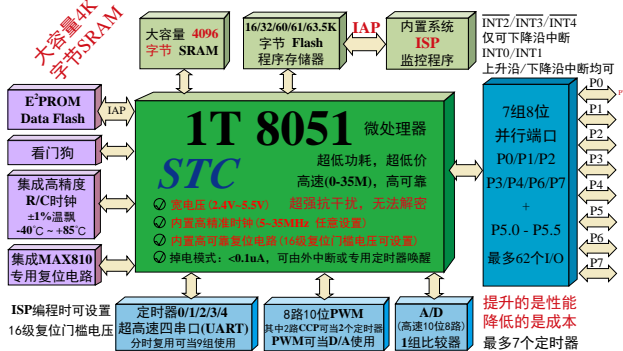 大容量4K
字节SRAM
大容量 4096
字节 SRAM
16/32/60/61/63.5K
字节 Flash
程序存储器
IAP
内置系统
ISP
监控程序
INT2/INT3/INT4
仅可下降沿中断
INT0/INT1
上升沿/下降沿中断均可
E²PROM
Data Flash
IAP
看门狗
集成高精度
R/C时钟
±1%温飘
-40℃ ~ +85℃
集成MAX810
专用复位电路
1T 8051 微处理器
STC
超低功耗，超低价
高速(0-35M)，高可靠
宽电压(2.4V~5.5V)
超强抗干扰，无法解密
内置高精准时钟(5~35MHz 任意设置)
内置高可靠复位电路(16级复位门槛电压可设置)
掉电模式：<0.1uA，可由外中断或专用定时器唤醒
7组8位
并行端口
P0/P1/P2
P3/P4/P6/P7
+
P5.0 - P5.5
最多62个I/O
P0
P
P1
P2
P3
P4
P5
P6
P7
ISP编程时可设置
16级复位门槛电压
定时器0/1/2/3/4
超高速四串口(UART)
分时复用可当9组使用
8路10位PWM
其中2路CCP可当2个定时器
PWM可当D/A使用
A/D
(高速10位8路)
1组比较器
提升的是性能
降低的是成本
最多7个定时器